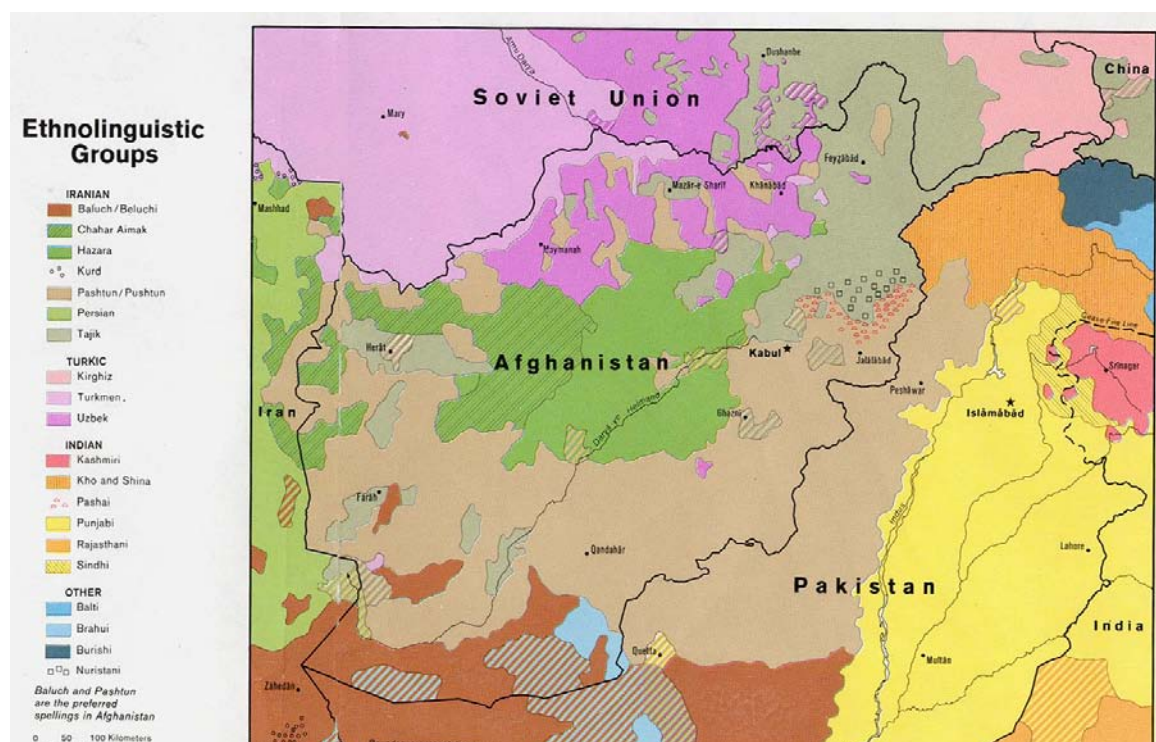 Ethnolinguistic
Groups
IRANIAN
Baluch/Beluchi
Chahar Aimak
Hazara
Kurd
Pashtun/Pushtun
Persian
Tajik
TURKIC
Kirghiz
Turkmen
Uzbek
INDIAN
Kashmiri
Kho and Shina
Pashai
Punjabi
Rajasthani
Sindhi
OTHER
Balti
Brahui
Burishi
Nuristani
Baluch and Pashtun
are the preferred
spellings in Afghanistan
0 50 100 Kilometers
Amu Darya
Dushanbe
China
Soviet Union
Mary
Feyzābād
Mashhad
Mazār-e Sharīf
Khānābād
Maymanah
Cease Fire Line
Herāt
Afghanistan
Kabul
Jalālābād
Srinagar
Peshāwar
Iran
Islāmābād
Daryā-ye Helmand
Ghaznī
Farāh
Indus
Qandahār
Lahore
Pakistan
India
Quetta
Multān
Zāhedān